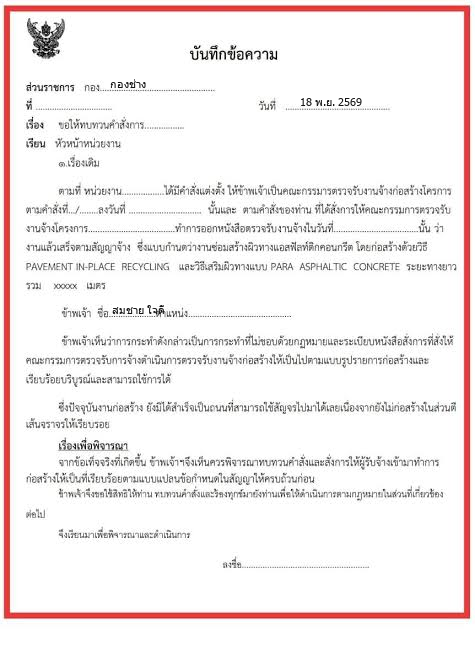 บันทึกข้อความ
ส่วนราชการ กอง...กองช่าง..............................
ที่ ................................ วันที่ ......18 พ.ย. 2569..............
เรื่อง ขอให้ทบทวนคำสั่งการ................
เรียน หัวหน้าหน่วยงาน
๑.เรื่องเดิม
ตามที่ หน่วยงาน..................ได้มีคำสั่งแต่งตั้ง ให้ข้าพเจ้าเป็นคณะกรรมการตรวจรับงานจ้างก่อสร้างโครการ
ตามคำสั่งที่.../........ลงวันที่ ............................... นั้นและ ตามคำสั่งของท่าน ที่ได้สั่งการให้คณะกรรมการตรวจรับ
งานจ้างโครงการ.....................................ทำการออกหนังสือตรวจรับงานจ้างในวันที่........................นั้น ว่า
งานแล้วเสร็จตามสัญญาจ้าง ซึ่งแบบกำนดว่างานซ่อมสร้างผิวทางแอสฟัลท์ติกคอนกรีต โดยก่อสร้างด้วยวิธี
PAVEMENT IN-PLACE RECYCLING และวิธีเสริมผิวทางแบบ PARA ASPHALTIC CONCRETE ระยะทางยาว
รวม xxxxx เมตร
ข้าพเจ้า ชื่อ.สมชาย ใจดีตำแหน่ง............................................
ข้าพเจ้าเห็นว่าการกระทำดังกล่าวเป็นการกระทำที่ไม่ชอบด้วยกฎหมายและระเบียบหนังสือสั่งการที่สั่งให้
คณะกรรมการตรวจรับการจ้างดำเนินการตรวจรับงานจ้างก่อสร้างให้เป็นไปตามแบบรูปรายการก่อสร้างและ
เรียบร้อยบริบูรณ์และสามารถใช้การได้
ซึ่งปัจจุบันงานก่อสร้าง ยังมิได้สำเร็จเป็นถนนที่สามารถใช้สัญจรไปมาได้เลยเนื่องจากยังไม่ก่อสร้างในส่วนตี
เส้นจราจรให้เรียบรอย
เรื่องเพื่อพิจารณา
จากข้อเท็จจริงที่เกิดขึ้น ข้าพเจ้าฯจึงเห็นควรพิจารณาทบทวนคำสั่งและสั่งการให้ผู้รับจ้างเข้ามาทำการ
ก่อสร้างให้เป็นที่เรียบร้อยตามแบบแปลนข้อกำหนดในสัญญาให้ครบถ้วนก่อน
ข้าพเจ้าจึงขอใช้สิทธิให้ท่าน ทบทวนคำสั่งและร้องทุกข์มายังท่านเพื่อให้ดำเนินการตามกฎหมายในส่วนที่เกี่ยวข้อง
ต่อไป
จึงเรียนมาเพื่อพิจารณาและดำเนินการ
ลงชื่อ......................................................